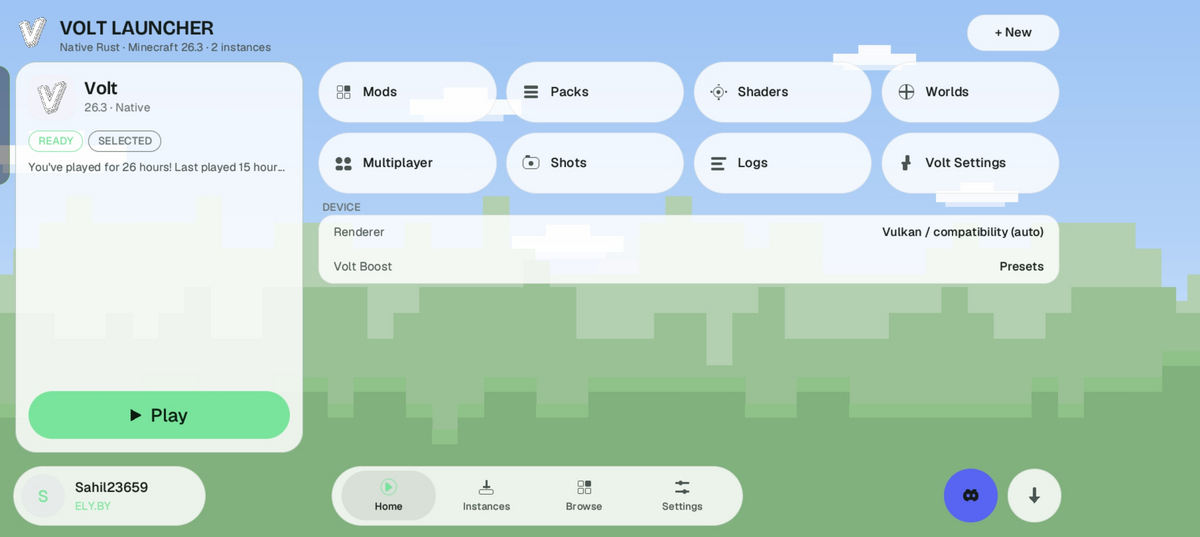 VOLT LAUNCHER
Native Rust · Minecraft 26.3 · 2 instances
+ New
Volt
26.3 · Native
READY
SELECTED
You've played for 26 hours! Last played 15 hour...
Play
Mods
Packs
Shaders
Worlds
Multiplayer
Shots
Logs
Volt Settings
DEVICE
Renderer
Vulkan / compatibility (auto)
Volt Boost
Presets
S
Sahil23659
ELY.BY
Home
Instances
Browse
Settings